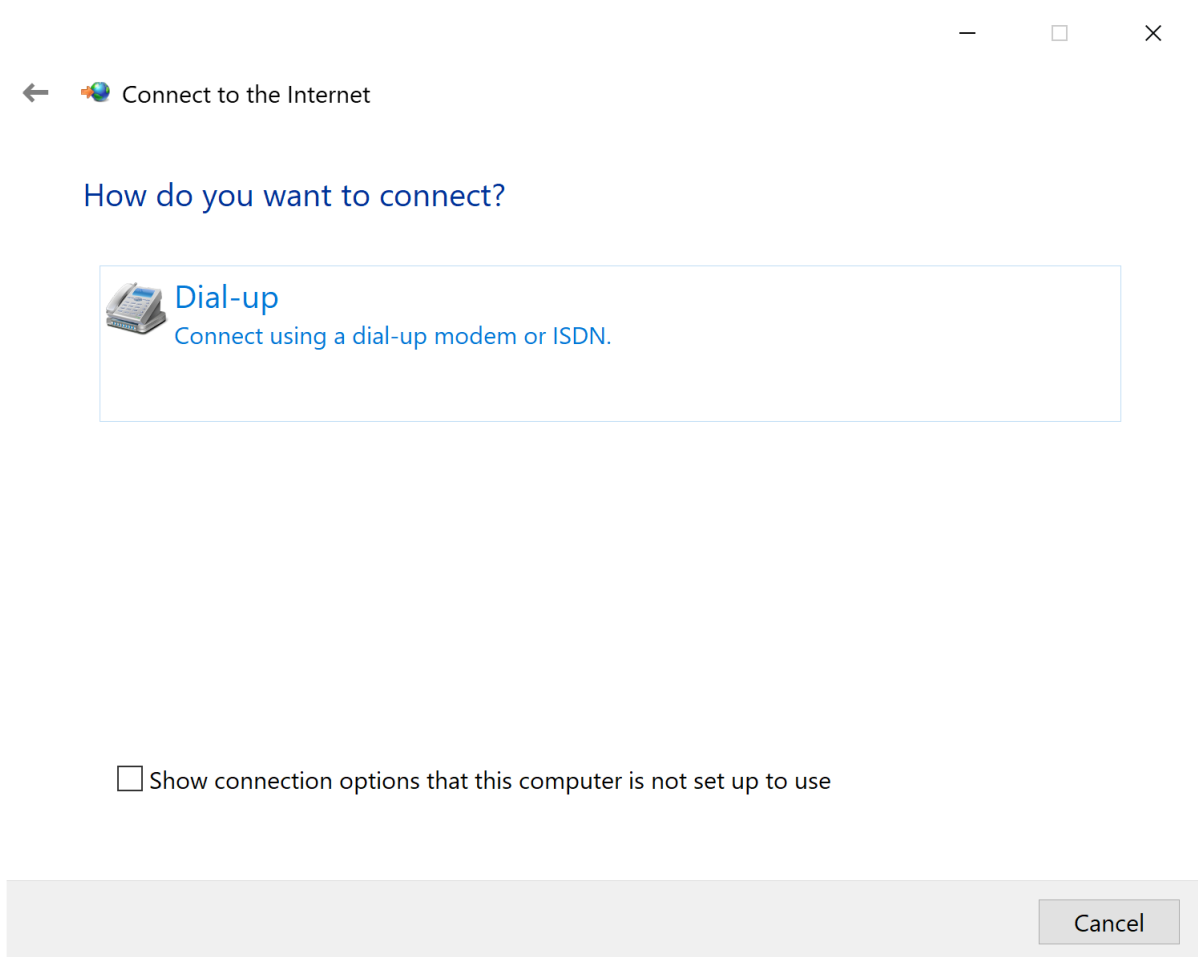 Connect to the Internet
How do you want to connect?
Dial-up
Connect using a dial-up modem or ISDN.
Show connection options that this computer is not set up to use
Cancel